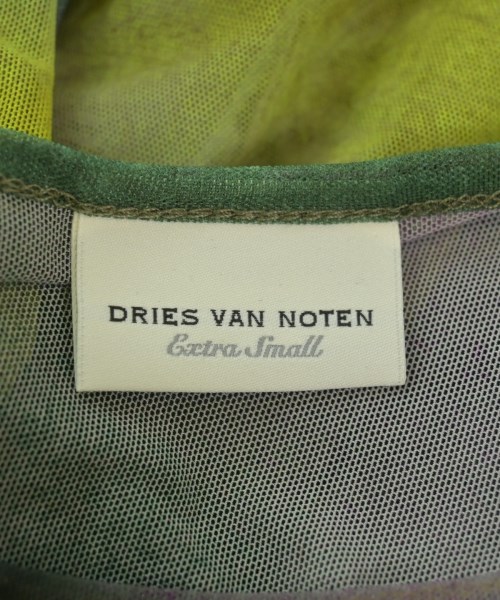 DRIES VAN NOTEN
Extra Small